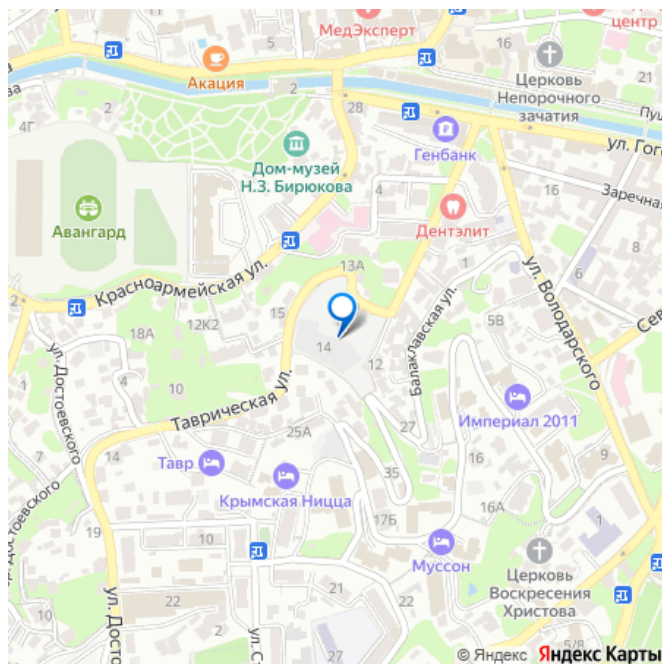 МедЭксперт
центр
5
16
Акация
Церковь
Непорочного
зачатия
2
28
4Г
Генбанк
ул. Гог
Дом-музей
Н.З. Бирюкова
Заречная
4
16
Авангард
Дентэлит
8
13А
1
6
Красноармейская ул.
2
15
12К2
18А
14
12
5В
Балаклавская ул.
ул. Володарского
Сев
ул. Достоевского
10
Таврическая ул.
Империал 2011
25А
27
7
14
Тавр
35
9
Крымская Ницца
16А
19
17Б
1
Муссон
Церковь
Воскресения
Христова
21
22
ул. Дост
ул. С
10
21
22
27
5/8
© Яндекс Яндекс Карты